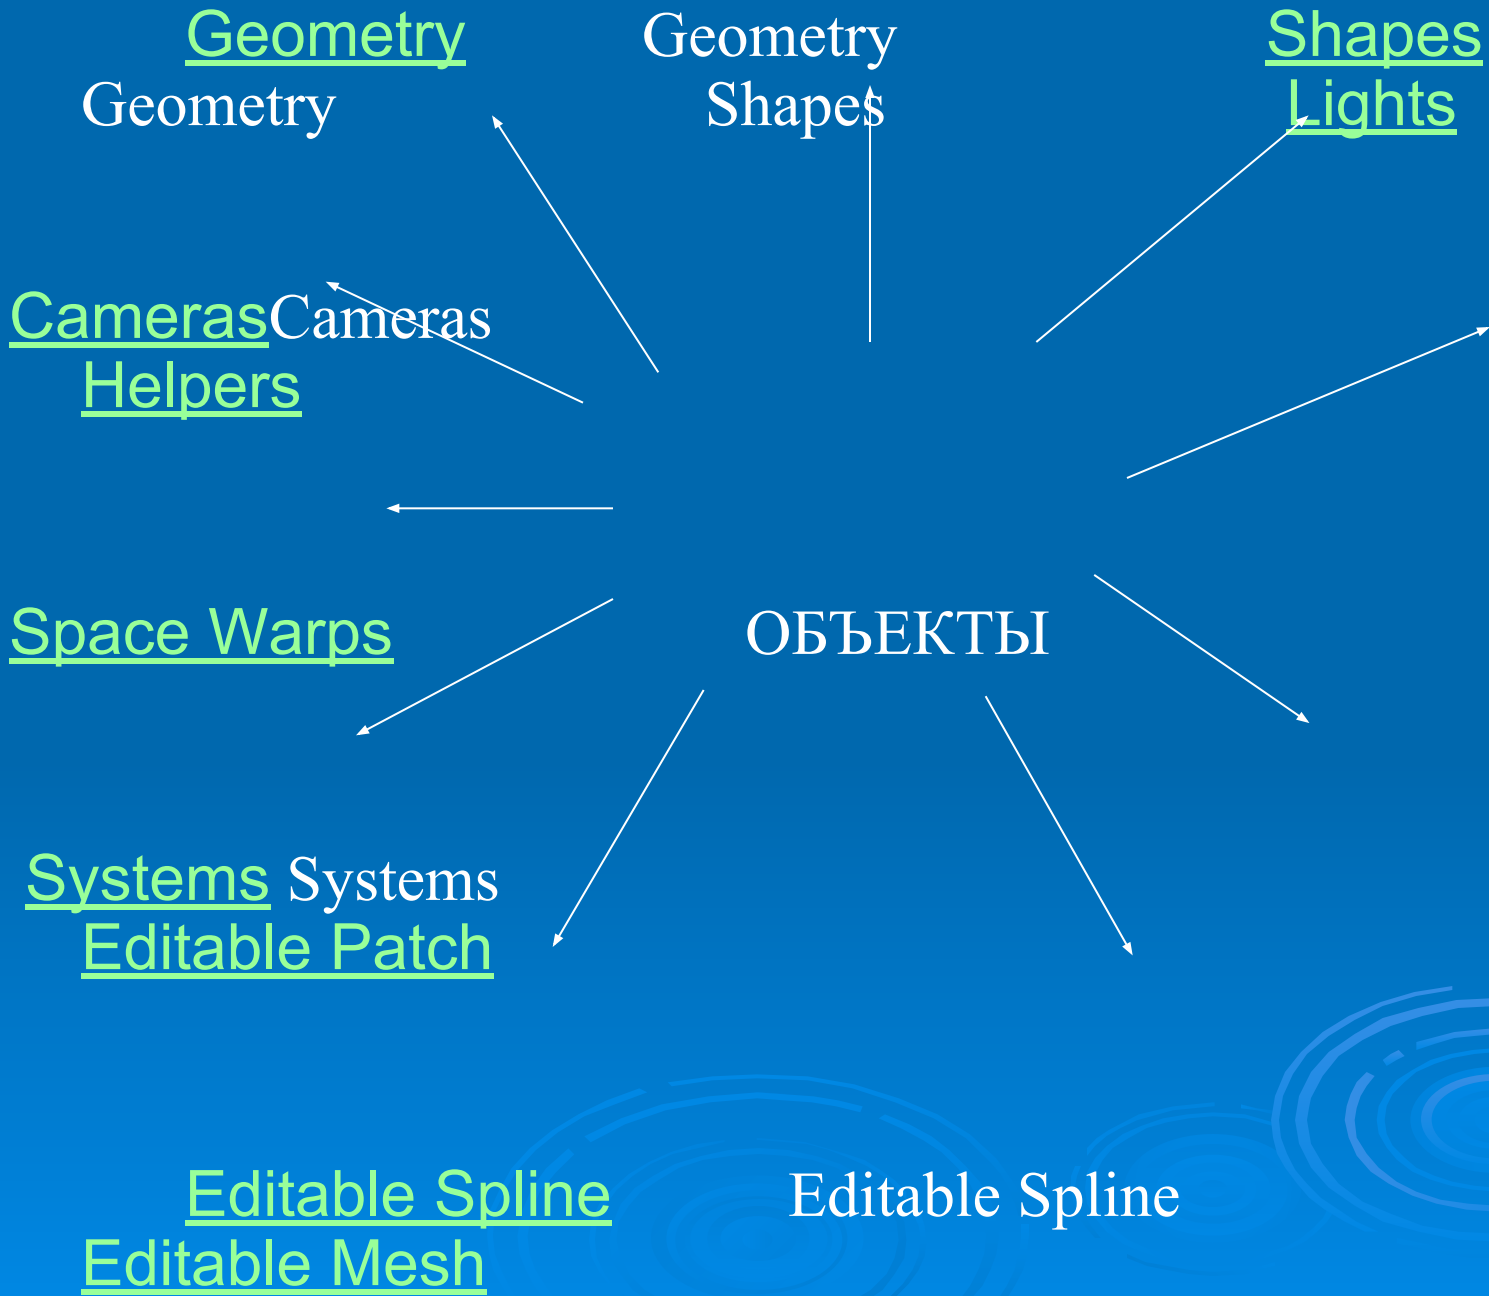 Geometry Geometry Shapes
Geometry Shapes Lights
Cameras Cameras
Helpers
Space Warps ОБЪЕКТЫ
Systems Systems
Editable Patch
Editable Spline Editable Spline
Editable Mesh